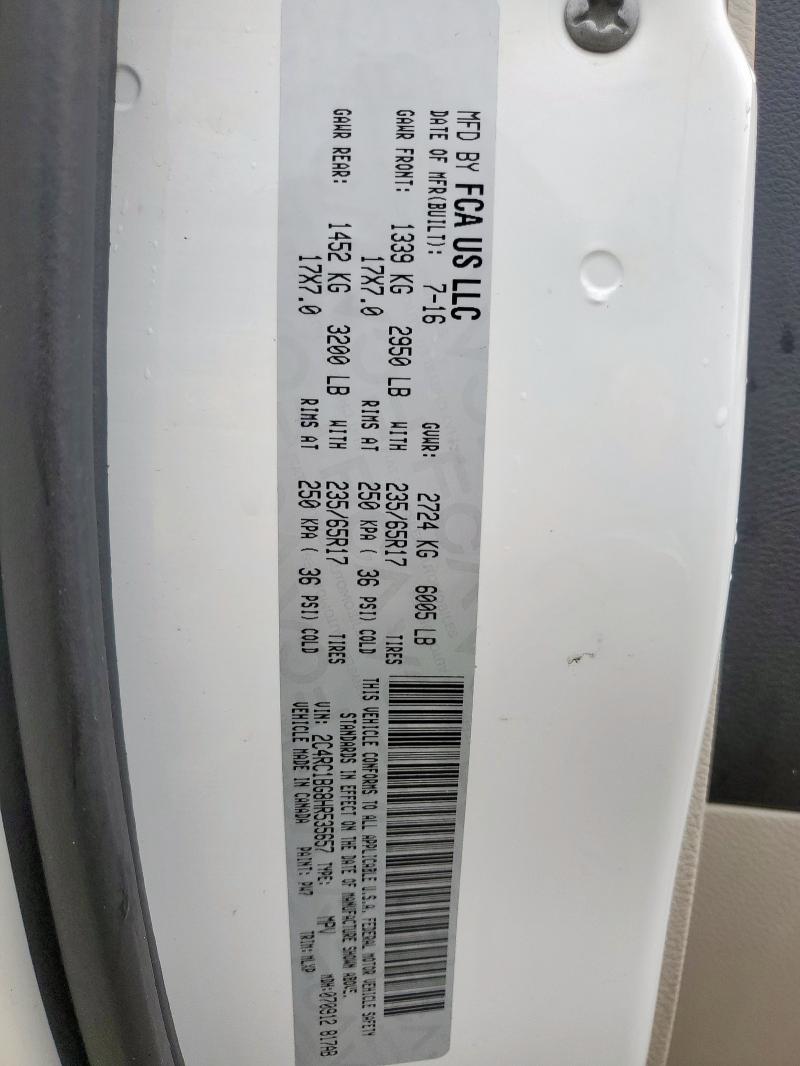 MFD BY FCA US LLC
DATE OF MFR(BUILT): 7-16 GVWR: 2724 KG 6005 LB
GAWR FRONT: 1339 KG 2950 LB WITH 235/65R17 TIRES
17X7.0 RIMS AT 250 KPA ( 36 PSI) COLD
GAWR REAR: 1452 KG 3200 LB WITH 235/65R17 TIRES
17X7.0 RIMS AT 250 KPA ( 36 PSI) COLD
THIS VEHICLE CONFORMS TO ALL APPLICABLE U.S.A. FEDERAL MOTOR VEHICLE SAFETY
STANDARDS IN EFFECT ON THE DATE OF MANUFACTURE SHOWN ABOVE.
VIN: 2C4RC1BG8HR535657 TYPE: MPV MDH:070912 817AB
VEHICLE MADE IN CANADA PAINT: PW7 TRIM: